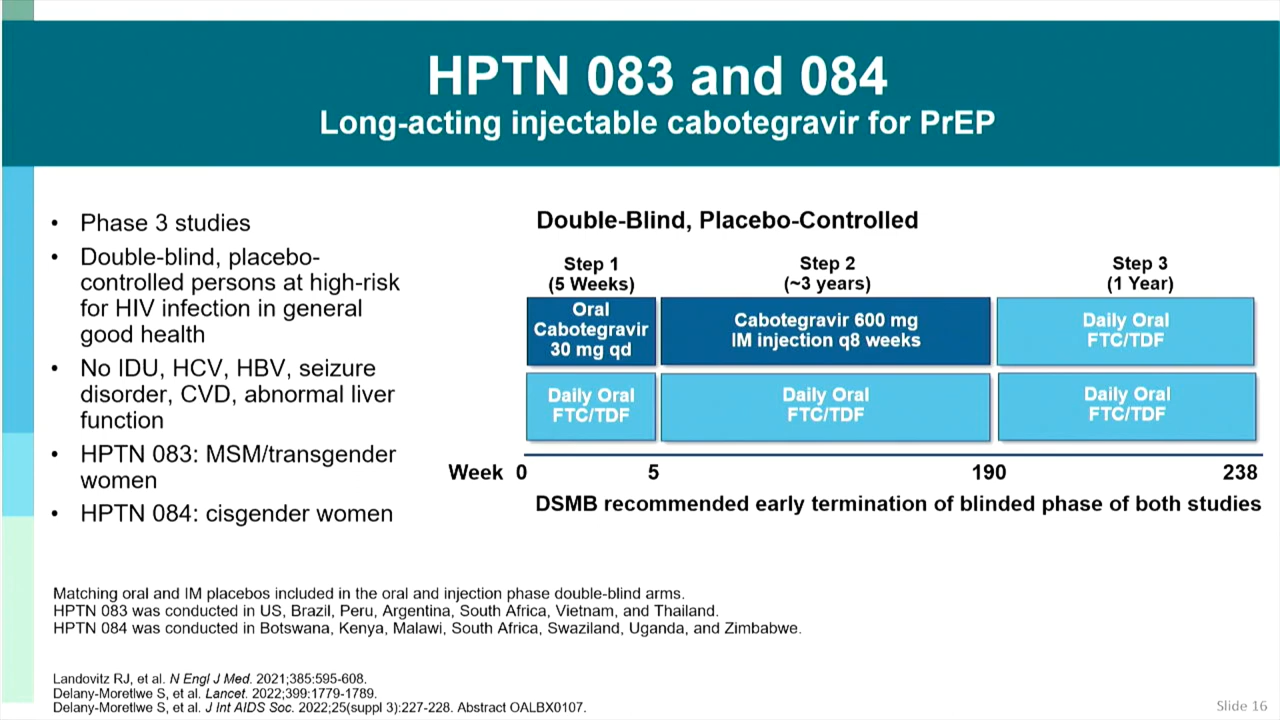 HPTN 083 and 084
Long-acting injectable cabotegravir for PrEP
• Phase 3 studies
• Double-blind, placebo-
controlled persons at high-risk
for HIV infection in general
good health
• No IDU, HCV, HBV, seizure
disorder, CVD, abnormal liver
function
• HPTN 083: MSM/transgender
women
• HPTN 084: cisgender women
Double-Blind, Placebo-Controlled
Step 1
(5 Weeks)
Step 2
(~3 years)
Step 3
(1 Year)
Oral
Cabotegravir
30 mg qd
Cabotegravir 600 mg
IM injection q8 weeks
Daily Oral
FTC/TDF
Daily Oral
FTC/TDF
Daily Oral
FTC/TDF
Daily Oral
FTC/TDF
Week 0 5 190 238
DSMB recommended early termination of blinded phase of both studies
Matching oral and IM placebos included in the oral and injection phase double-blind arms.
HPTN 083 was conducted in US, Brazil, Peru, Argentina, South Africa, Vietnam, and Thailand.
HPTN 084 was conducted in Botswana, Kenya, Malawi, South Africa, Swaziland, Uganda, and Zimbabwe.
Landovitz RJ, et al. N Engl J Med. 2021;385:595-608.
Delany-Moretlwe S, et al. Lancet. 2022;399:1779-1789.
Delany-Moretlwe S, et al. J Int AIDS Soc. 2022;25(suppl 3):227-228. Abstract OALBX0107.
Slide 16